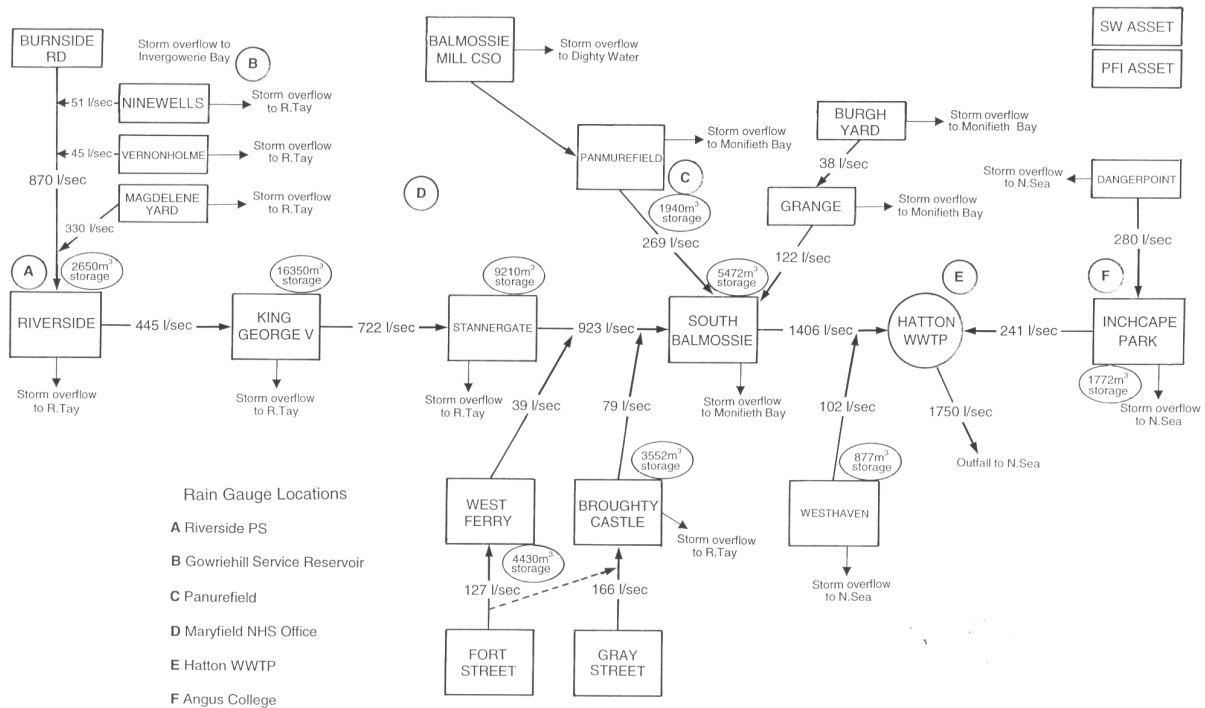 BURNSIDE
RD
Storm overflow to
Invergowerie Bay
B
51 l/sec
NINEWELLS
Storm overflow
to R.Tay
45 l/sec
VERNONHOLME
Storm overflow
to R.Tay
870 l/sec
MAGDELENE
YARD
Storm overflow
to R.Tay
330 l/sec
BALMOSSIE
MILL CSO
Storm overflow
to Dighty Water
PANMUREFIELD
Storm overflow
to Monifieth Bay
C
1940m³
storage
269 l/sec
D
BURGH
YARD
Storm overflow
to Monifieth Bay
38 l/sec
GRANGE
Storm overflow
to Monifieth Bay
122 l/sec
SW ASSET
PFI ASSET
Storm overflow
to N.Sea
DANGERPOINT
280 l/sec
A
2650m³
storage
RIVERSIDE
445 l/sec
Storm overflow
to R.Tay
16350m³
storage
KING
GEORGE V
722 l/sec
Storm overflow
to R.Tay
9210m³
storage
STANNERGATE
923 l/sec
Storm overflow
to R.Tay
5472m³
storage
SOUTH
BALMOSSIE
1406 l/sec
Storm overflow
to Monifieth Bay
E
HATTON
WWTP
241 l/sec
F
INCHCAPE
PARK
1772m³
storage
Storm overflow
to N.Sea
1750 l/sec
Outfall to N.Sea
39 l/sec
79 l/sec
102 l/sec
WEST
FERRY
4430m³
storage
3552m³
storage
BROUGHTY
CASTLE
Storm overflow
to R.Tay
877m³
storage
WESTHAVEN
Storm overflow
to N.Sea
127 l/sec
166 l/sec
FORT
STREET
GRAY
STREET
Rain Gauge Locations
A Riverside PS
B Gowriehill Service Reservoir
C Panurefield
D Maryfield NHS Office
E Hatton WWTP
F Angus College